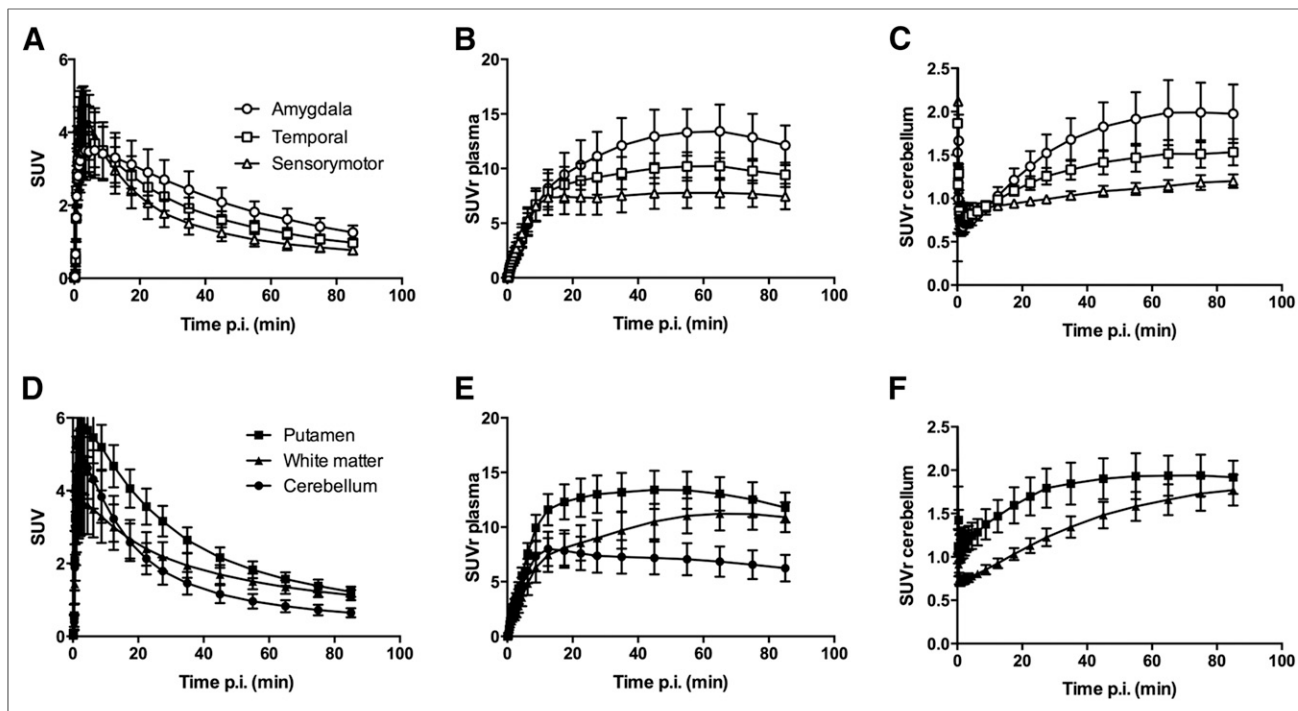 A
6
4
2
0
SUV
Amygdala
Temporal
Sensorymotor
0 20 40 60 80 100
Time p.i. (min)
B
20
15
10
5
0
SUVr plasma
0 20 40 60 80 100
Time p.i. (min)
C
2.5
2.0
1.5
1.0
0.5
0.0
SUVr cerebellum
0 20 40 60 80 100
Time p.i. (min)
D
6
4
2
0
SUV
Putamen
White matter
Cerebellum
0 20 40 60 80 100
Time p.i. (min)
E
20
15
10
5
0
SUVr plasma
0 20 40 60 80 100
Time p.i. (min)
F
2.5
2.0
1.5
1.0
0.5
0.0
SUVr cerebellum
0 20 40 60 80 100
Time p.i. (min)